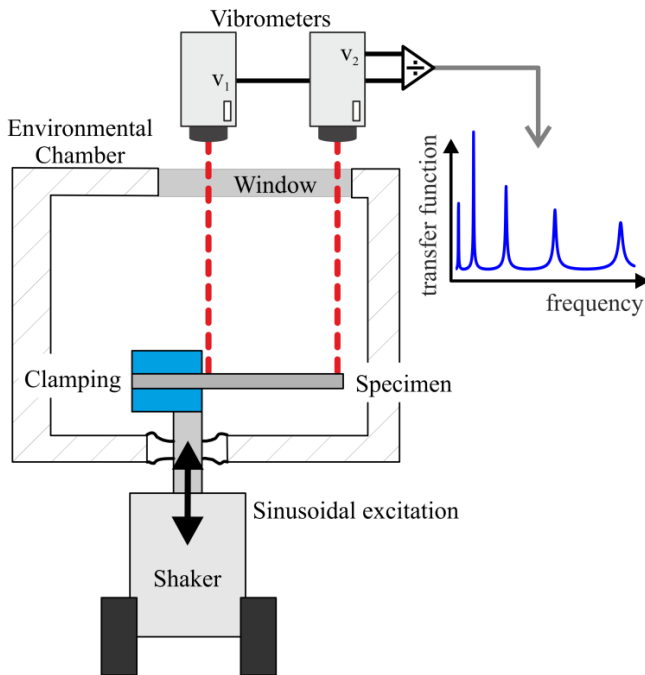 Vibrometers
v1
v2
Environmental
Chamber
Window
transfer function
frequency
Clamping
Specimen
Sinusoidal excitation
Shaker